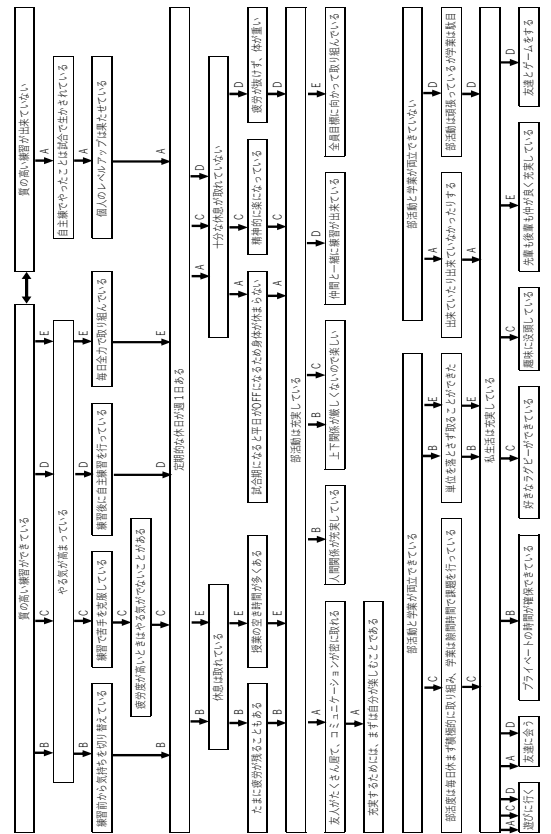 質の高い練習ができている
質の高い練習が出来ていない
B
C
D
E
A
やる気が高まっている
自主練でやったことは試合で生かされている
B
C
D
E
A
練習前から気持ちを切り替えている
練習で苦手を克服している
練習後に自主練習を行っている
毎日全力で取り組んでいる
個人のレベルアップは果たせている
C
疲労度が高いときはやる気がでないことがある
B
C
D
E
A
定期的な休日が週1日ある
B
E
A
C
D
休息は取れている
十分な休息が取れていない
B
E
A
C
D
たまに疲労が残ることもある
授業の空き時間が多くある
試合期になると平日がOFFになるため身体が休まらない
精神的に楽になっている
疲労が抜けず、体が重い
B
E
A
C
D
部活動は充実している
A
B
B
C
D
E
友人がたくさん居て、コミュニケーションが密に取れる
人間関係が充実している
上下関係が厳しくないので楽しい
仲間と一緒に練習が出来ている
全員目標に向かって取り組んでいる
A
充実するためには、まずは自分が楽しむことである
部活動と学業が両立できている
部活動と学業が両立できていない
C
B
E
A
D
部活度は毎日休まず積極的に取り組み、学業は隙間時間で課題を行っている
単位を落とさず取ることができた
出来ていたり出来ていなかったりする
部活動は頑張っているが学業は駄目
C
B
E
A
D
私生活は充実している
A
C
D
A
D
B
C
C
E
D
遊びに行く
友達に会う
プライベートの時間が確保できている
好きなラグビーができている
趣味に没頭している
先輩も後輩も仲が良く充実している
友達とゲームをする